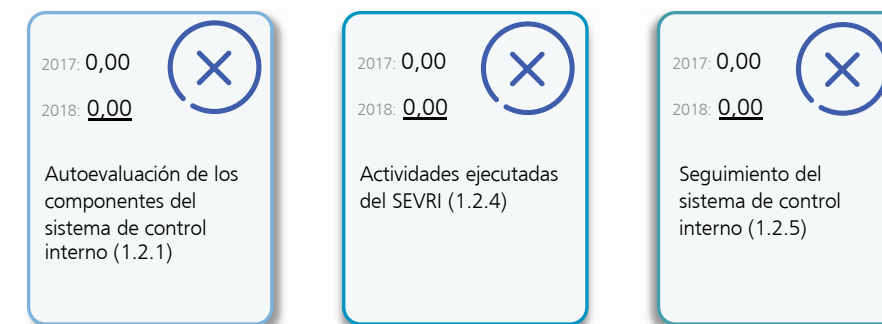 2017: 0,00
2018: 0,00
Autoevaluación de los
componentes del
sistema de control
interno (1.2.1)
2017: 0,00
2018: 0,00
Actividades ejecutadas
del SEVRI (1.2.4)
2017: 0,00
2018: 0,00
Seguimiento del
sistema de control
interno (1.2.5)